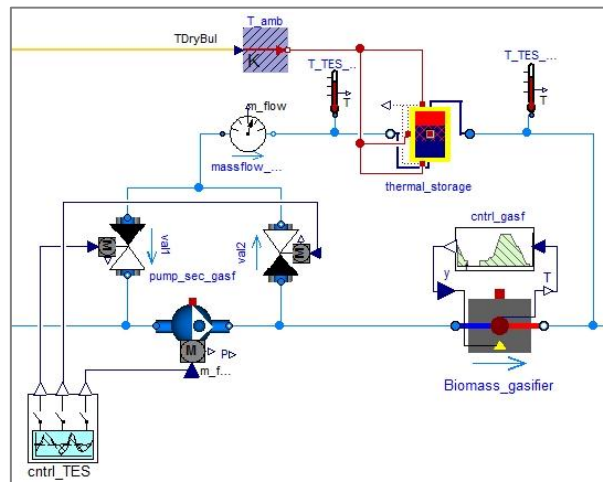 T_amb
TDryBul
K
m_flow
T_TES_...
T_TES_...
T
T
massflow_...
thermal_storage
cntrl_gasf
val1
val2
M
M
pump_sec_gasf
y
T
M
P
m_f...
Biomass_gasifier
cntrl_TES